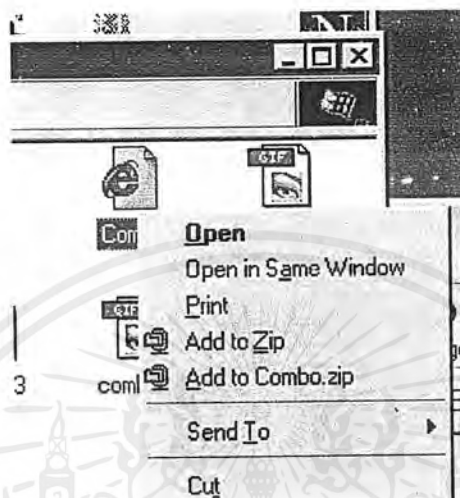 GIF
Com
Open
Open in Same Window
Print
GIF
Add to Zip
3
coml
Add to Combo.zip
Send To
Cut